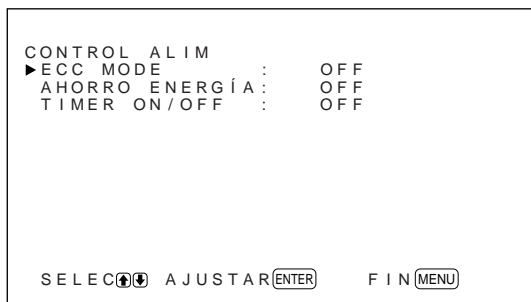 CONTROL ALIM
▶ECC MODE : OFF
AHORRO ENERGÍA: OFF
TIMER ON/OFF : OFF
SELEC⬆⬇ AJUSTAR ENTER FIN MENU